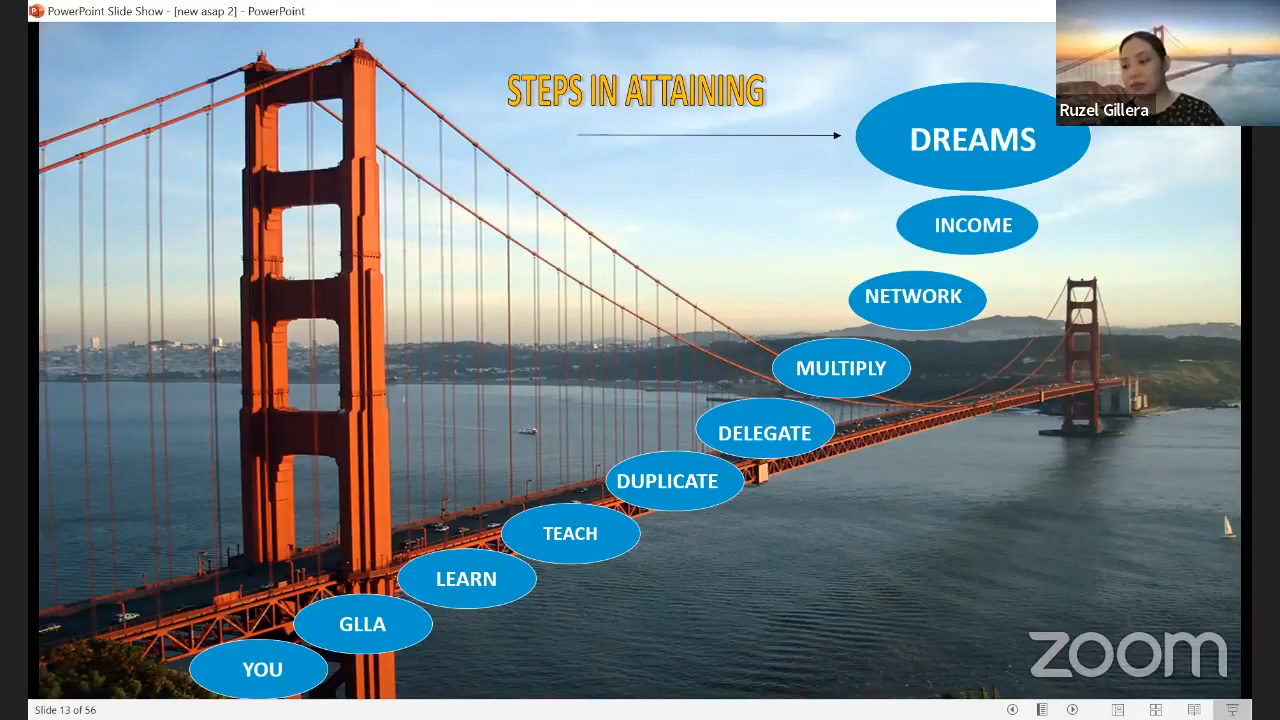 PowerPoint Slide Show - [new asap 2] - PowerPoint
STEPS IN ATTAINING
DREAMS
Ruzel Gillera
INCOME
NETWORK
MULTIPLY
DELEGATE
DUPLICATE
TEACH
LEARN
GLLA
YOU
zoom
Slide 13 of 56